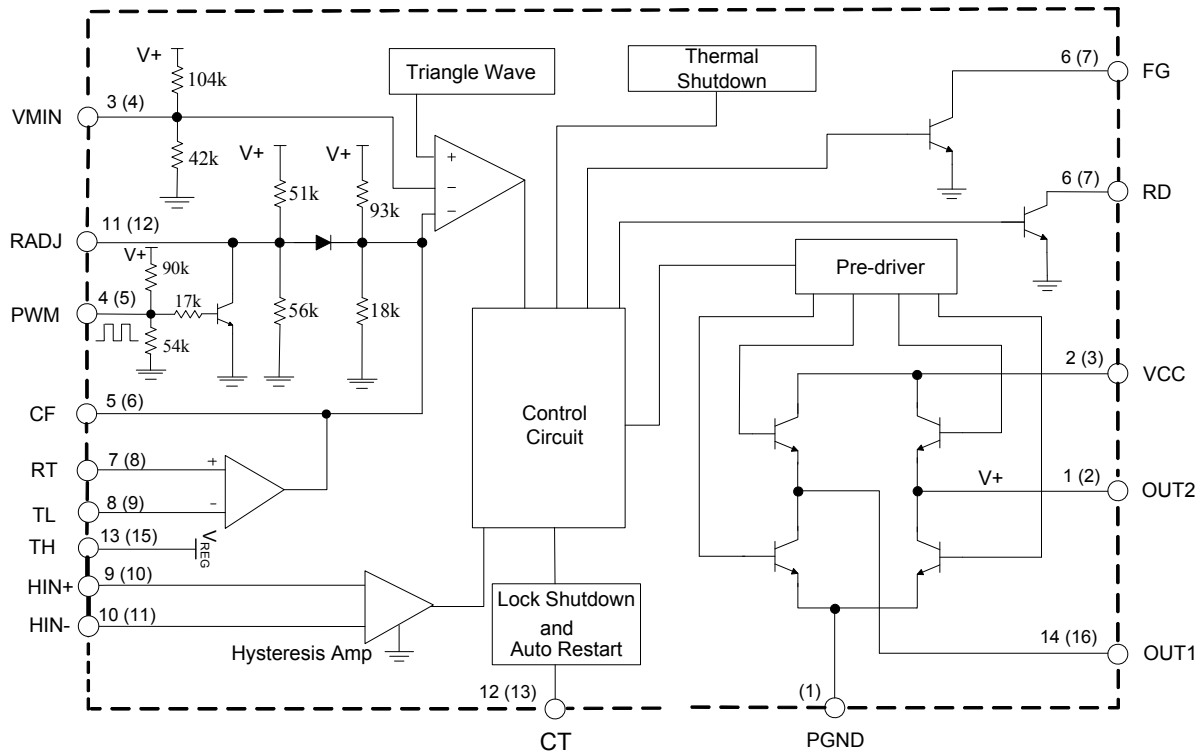 V+
104k
VMIN
3 (4)
42k
Triangle Wave
Thermal
Shutdown
6 (7)
FG
V+
51k
V+
93k
+
−
−
6 (7)
RD
RADJ
11 (12)
V+
90k
Pre-driver
PWM
4 (5)
17k
54k
56k
18k
2 (3)
VCC
CF
5 (6)
Control
Circuit
RT
7 (8)
+
TL
8 (9)
-
V+
1 (2)
OUT2
TH
13 (15)
VREG
HIN+
9 (10)
HIN-
10 (11)
Hysteresis Amp
Lock Shutdown
and
Auto Restart
14 (16)
OUT1
12 (13)
CT
(1)
PGND